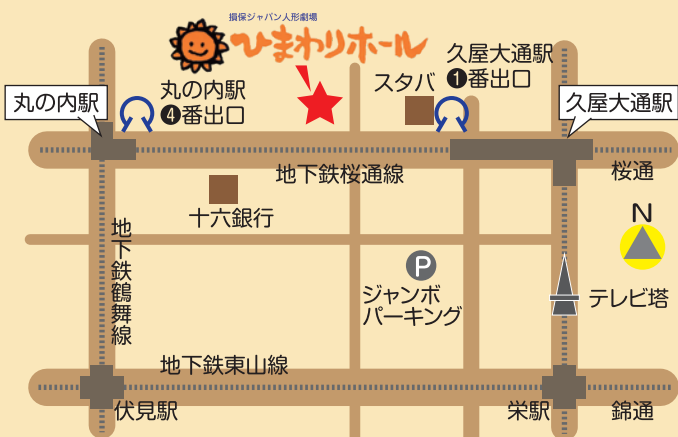 損保ジャパン人形劇場
ひまわりホール
久屋大通駅
❶番出口
スタバ
丸の内駅
❹番出口
丸の内駅
久屋大通駅
地下鉄桜通線
桜通
十六銀行
N
地下鉄鶴舞線
P
ジャンボ
パーキング
テレビ塔
地下鉄東山線
伏見駅
栄駅
錦通